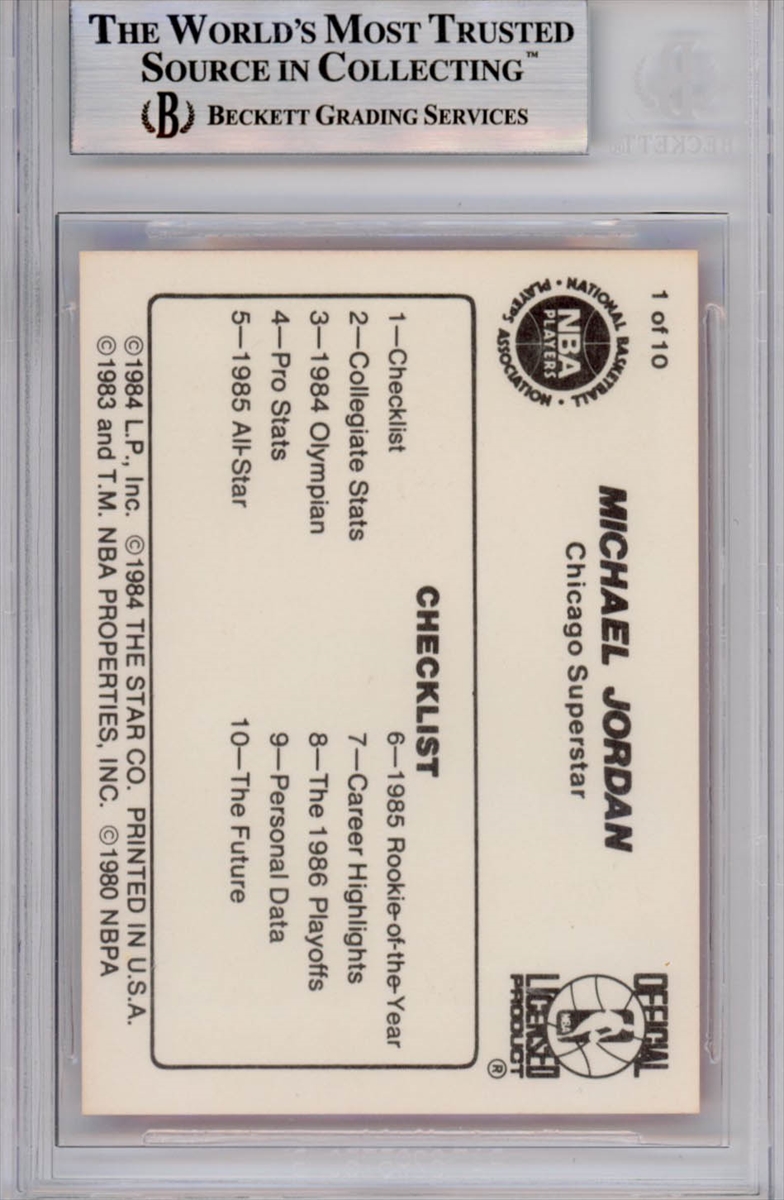 THE WORLD'S MOST TRUSTED
SOURCE IN COLLECTING™
B BECKETT GRADING SERVICES
BECKETT
1 of 10
NATIONAL BASKETBALL
PLAYERS ASSOCIATION
NBA
PLAYERS
MICHAEL JORDAN
Chicago Superstar
OFFICIAL
NBA
LICENSED
PRODUCT ®
CHECKLIST
1—Checklist
2—Collegiate Stats
3—1984 Olympian
4—Pro Stats
5—1985 All-Star
6—1985 Rookie-of-the-Year
7—Career Highlights
8—The 1986 Playoffs
9—Personal Data
10—The Future
©1984 L.P., Inc. ©1984 THE STAR CO. PRINTED IN U.S.A.
©1983 and T.M. NBA PROPERTIES, INC. ©1980 NBPA